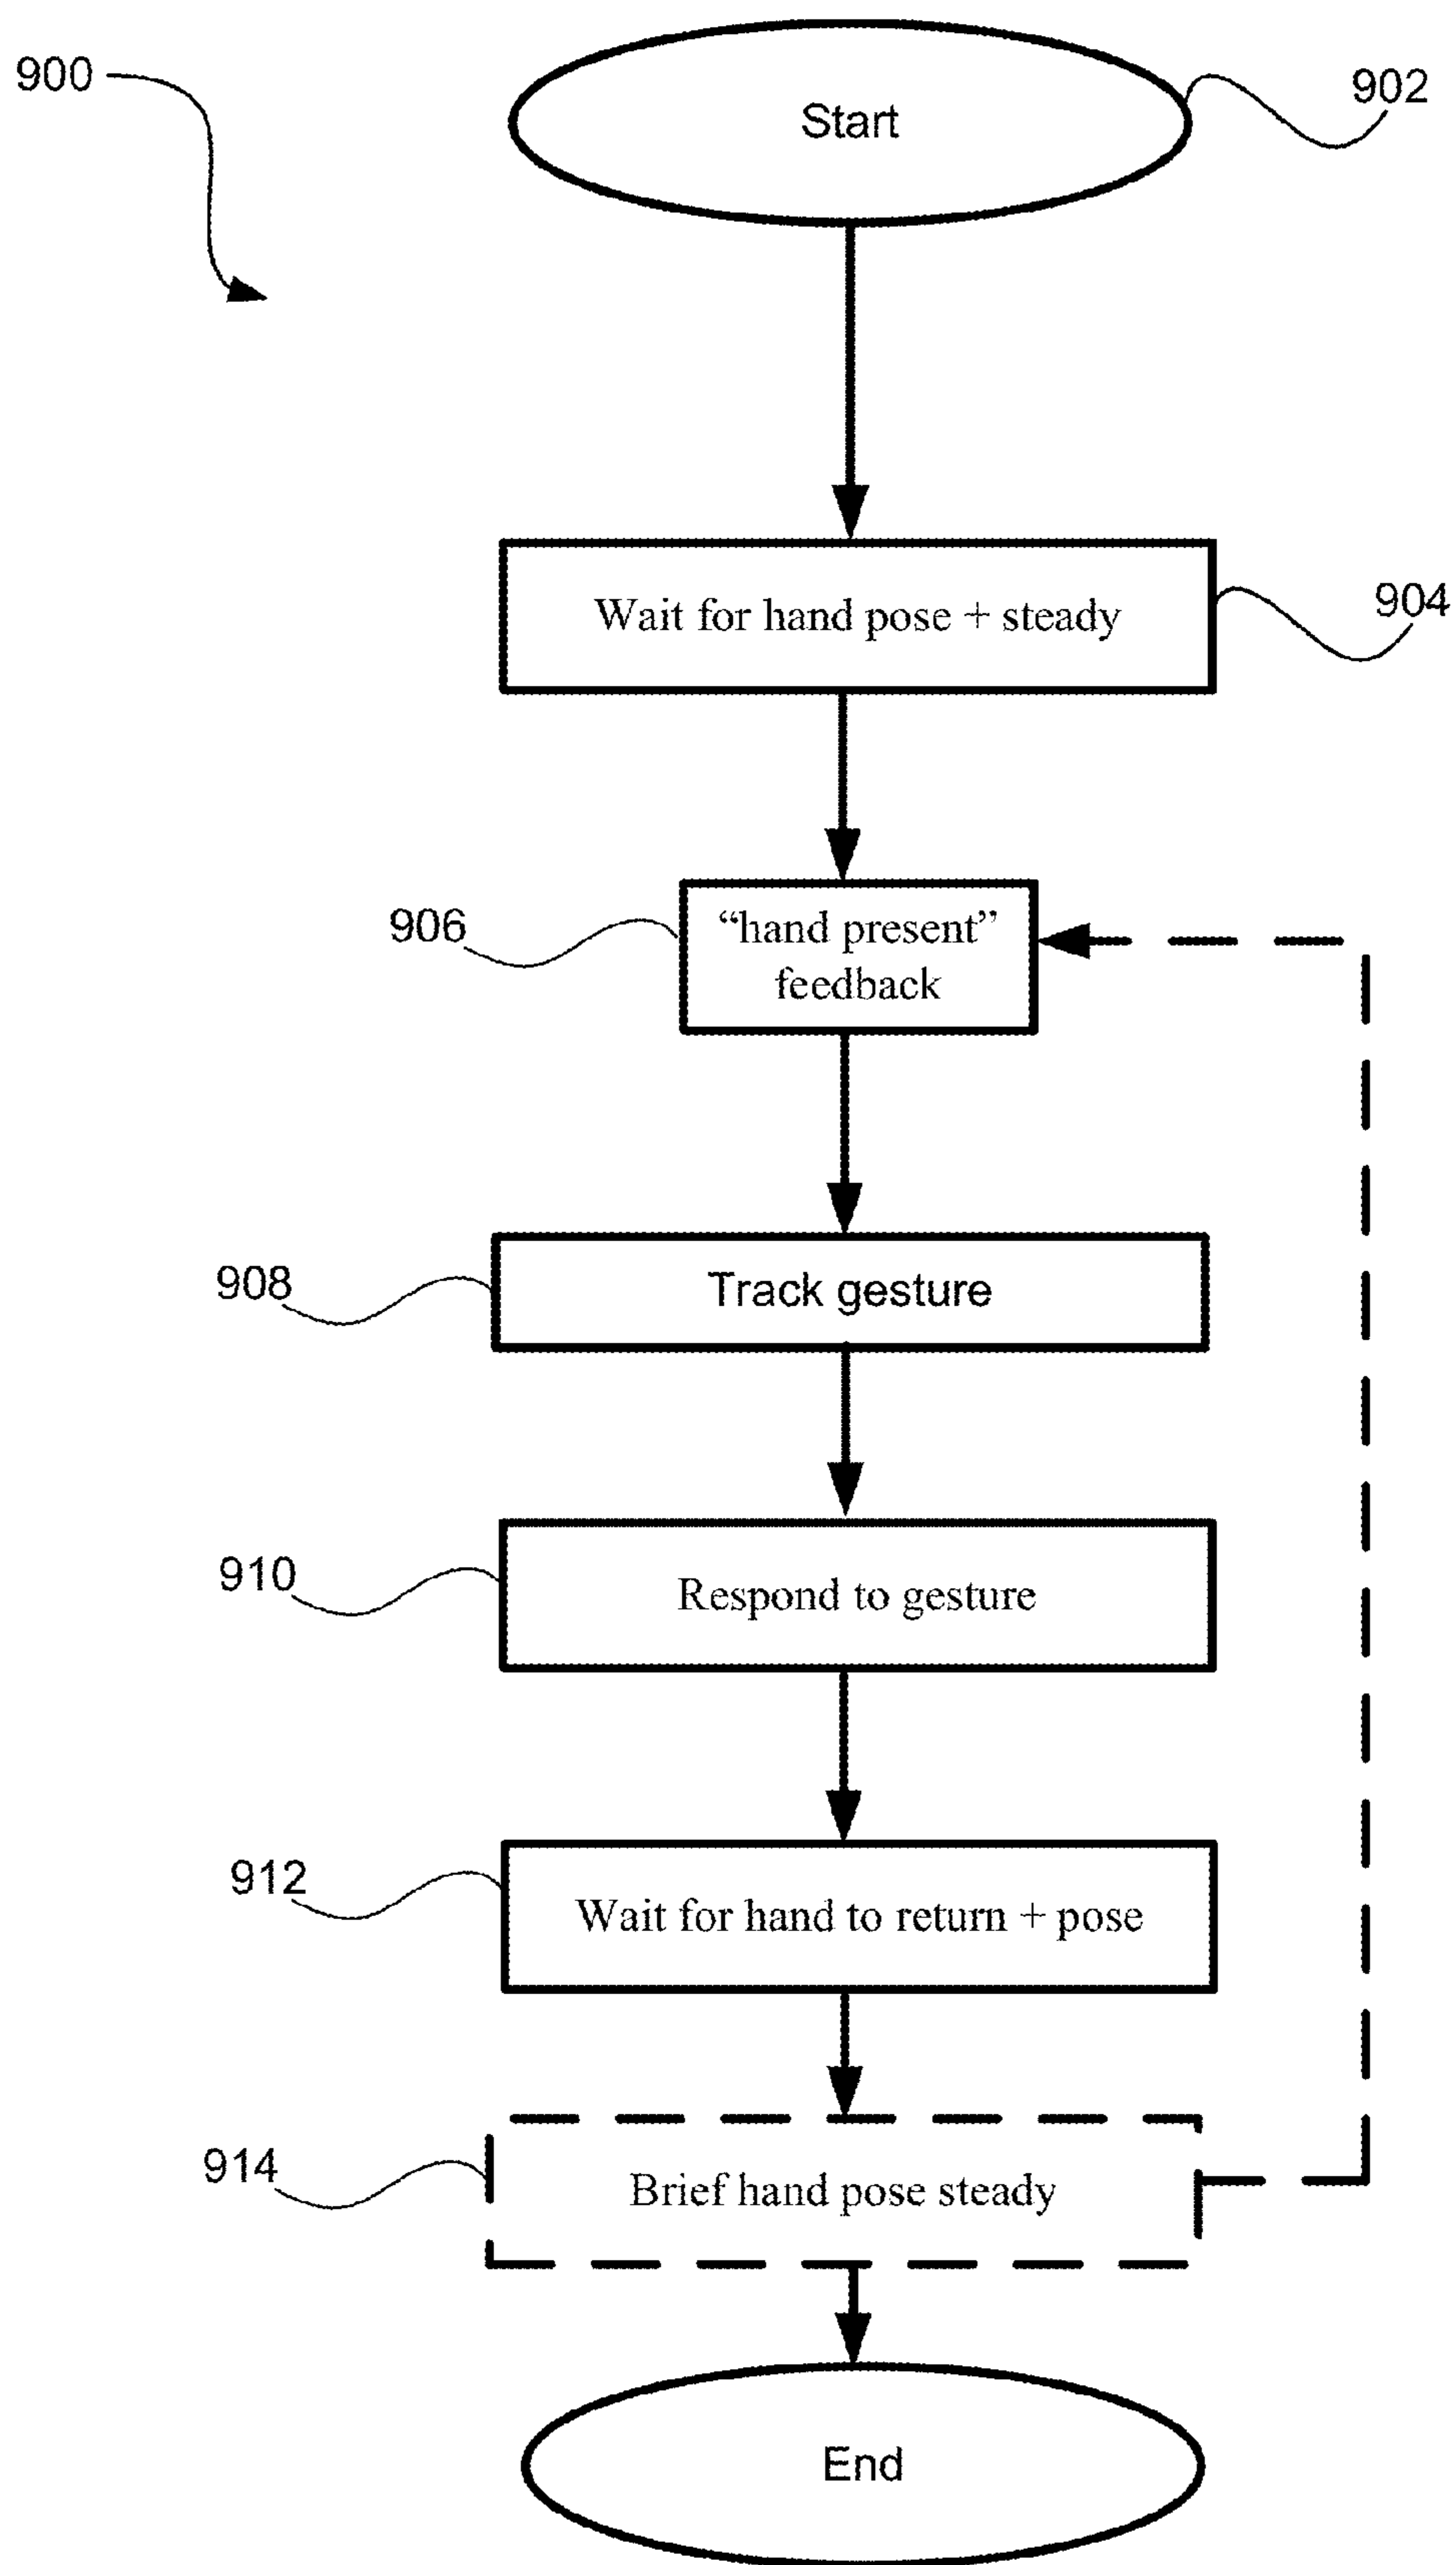 900
Start
902
Wait for hand pose + steady
904
906
“hand present”
feedback
908
Track gesture
910
Respond to gesture
912
Wait for hand to return + pose
914
Brief hand pose steady
End